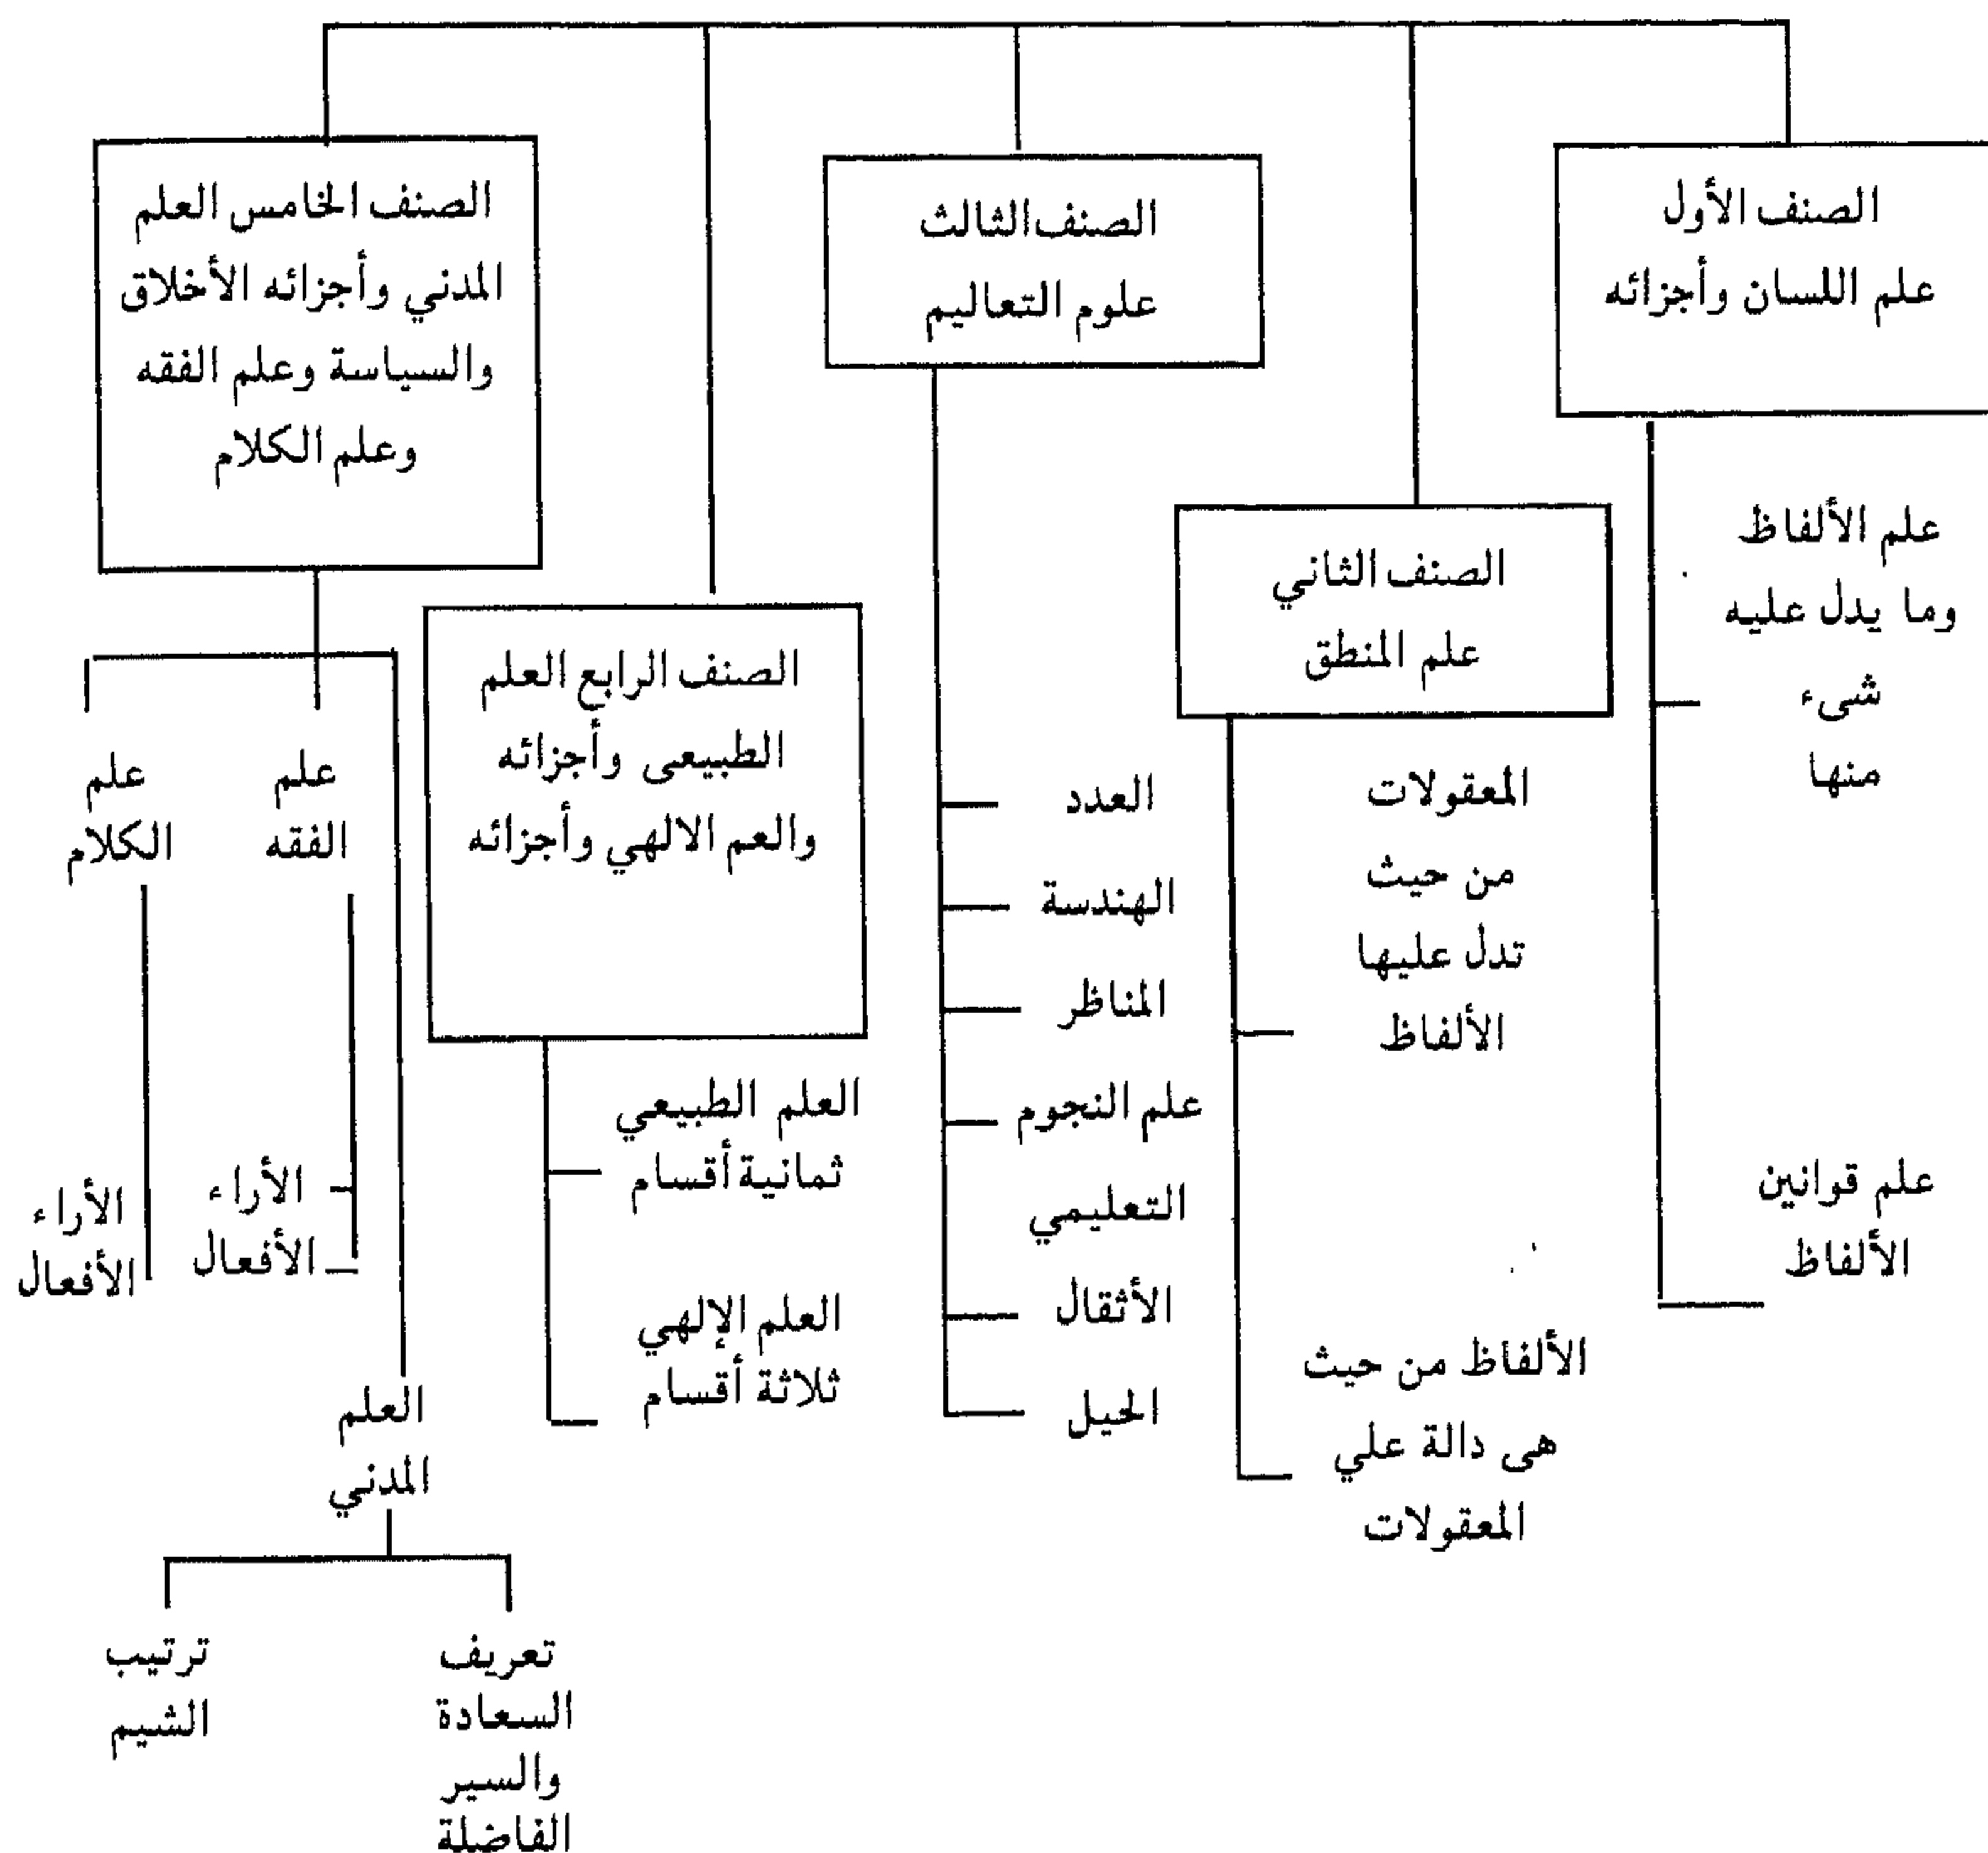 الصنف الأول
علم اللسان وأجزائه
علم الألفاظ
وما يدل عليه
شىء
منها
علم قوانين
الألفاظ
الصنف الثاني
علم المنطق
المعقولات
من حيث
تدل عليها
الألفاظ
الألفاظ من حيث
هى دالة علي
المعقولات
الصنف الثالث
علوم التعاليم
العدد
الهندسة
المناظر
علم النجوم
التعليمي
الأثقال
الحيل
الصنف الرابع العلم
الطبيعى وأجزائه
والعم الالهي وأجزائه
العلم الطبيعي
ثمانية أقسام
العلم الإلهي
ثلاثة أقسام
الصنف الخامس العلم
المدني وأجزائه الأخلاق
والسياسة وعلم الفقه
وعلم الكلام
العلم
المدني
تعريف
السعادة
والسير
الفاضلة
ترتيب
الشيم
علم
الفقه
الأراء
الأفعال
علم
الكلام
الأراء
الأفعال